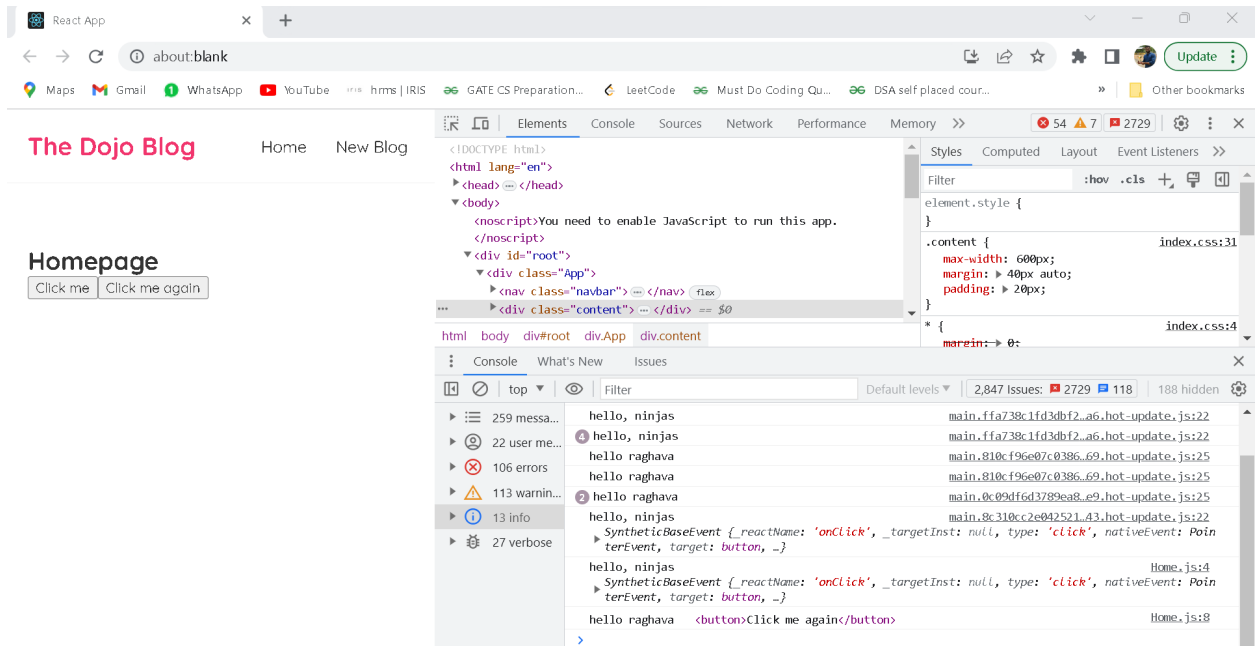 React App
about:blank
Update
Maps Gmail WhatsApp YouTube hrms | IRIS GATE CS Preparation... LeetCode Must Do Coding Qu... DSA self placed cour... » Other bookmarks
The Dojo Blog Home New Blog
Homepage
Click me Click me again
Elements Console Sources Network Performance Memory 54 7 2729
<!DOCTYPE html>
<html lang="en">
<head> … </head>
<body>
<noscript>You need to enable JavaScript to run this app.
</noscript>
<div id="root">
<div class="App">
<nav class="navbar"> … </nav> flex
… <div class="content"> … </div> == $0
html body div#root div.App div.content
Styles Computed Layout Event Listeners
Filter :hov .cls
element.style {
}
.content { index.css:31
max-width: 600px;
margin: 40px auto;
padding: 20px;
}
* { index.css:4
margin: 0;
Console What's New Issues
top Filter Default levels 2,847 Issues: 2729 118 188 hidden
259 messa...
22 user me...
106 errors
113 warnin...
13 info
27 verbose
hello, ninjas main.ffa738c1fd3dbf2…a6.hot-update.js:22
4 hello, ninjas main.ffa738c1fd3dbf2…a6.hot-update.js:22
hello raghava main.810cf96e07c0386…69.hot-update.js:25
hello raghava main.810cf96e07c0386…69.hot-update.js:25
2 hello raghava main.0c09df6d3789ea8…e9.hot-update.js:25
hello, ninjas main.8c310cc2e042521…43.hot-update.js:22
SyntheticBaseEvent {_reactName: 'onClick', _targetInst: null, type: 'click', nativeEvent: Poin
terEvent, target: button, …}
hello, ninjas Home.js:4
SyntheticBaseEvent {_reactName: 'onClick', _targetInst: null, type: 'click', nativeEvent: Poin
terEvent, target: button, …}
hello raghava <button>Click me again</button> Home.js:8